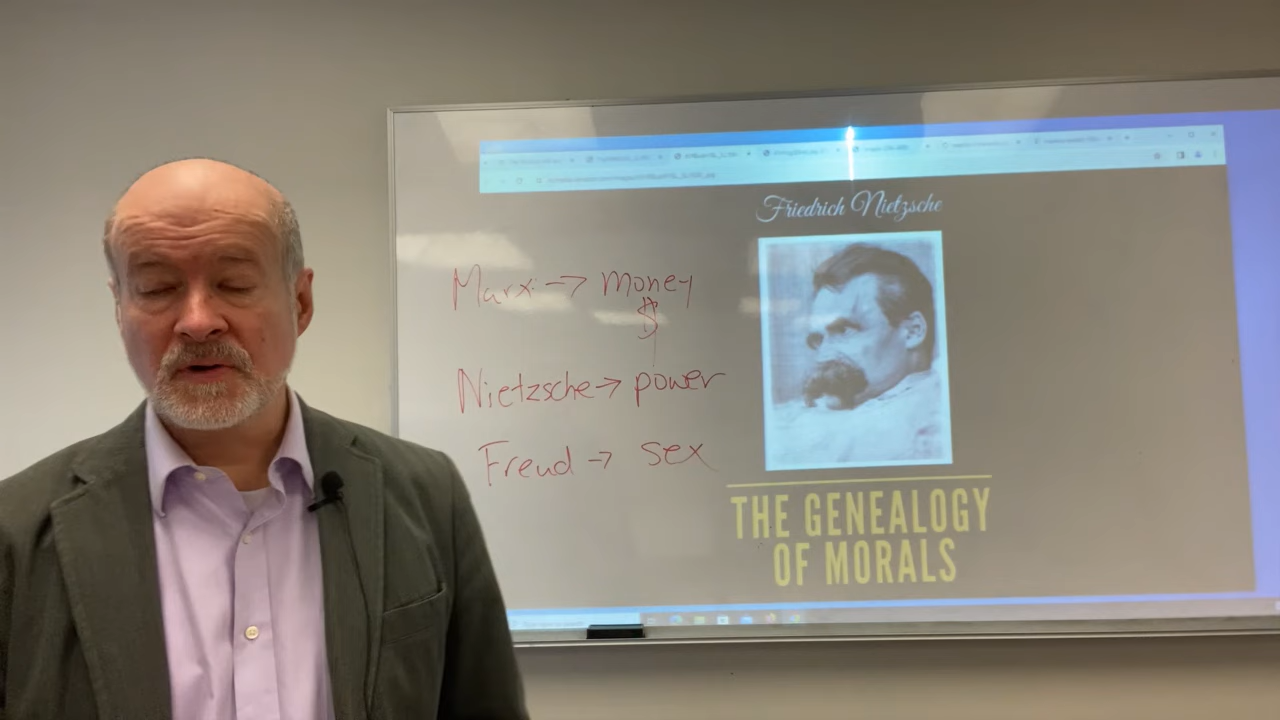 Friedrich Nietzsche
Marx → money
$
Nietzsche → power
Freud → sex
THE GENEALOGY
OF MORALS